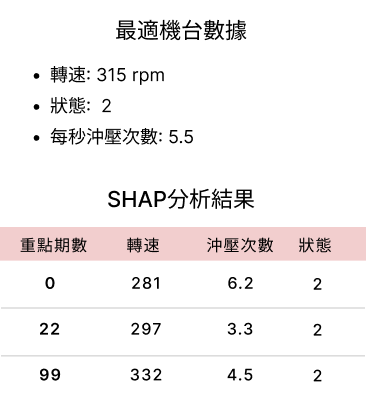 最適機台數據
• 轉速: 315 rpm
• 狀態: 2
• 每秒沖壓次數: 5.5
SHAP分析結果
重點期數 轉速 沖壓次數 狀態
0 281 6.2 2
22 297 3.3 2
99 332 4.5 2